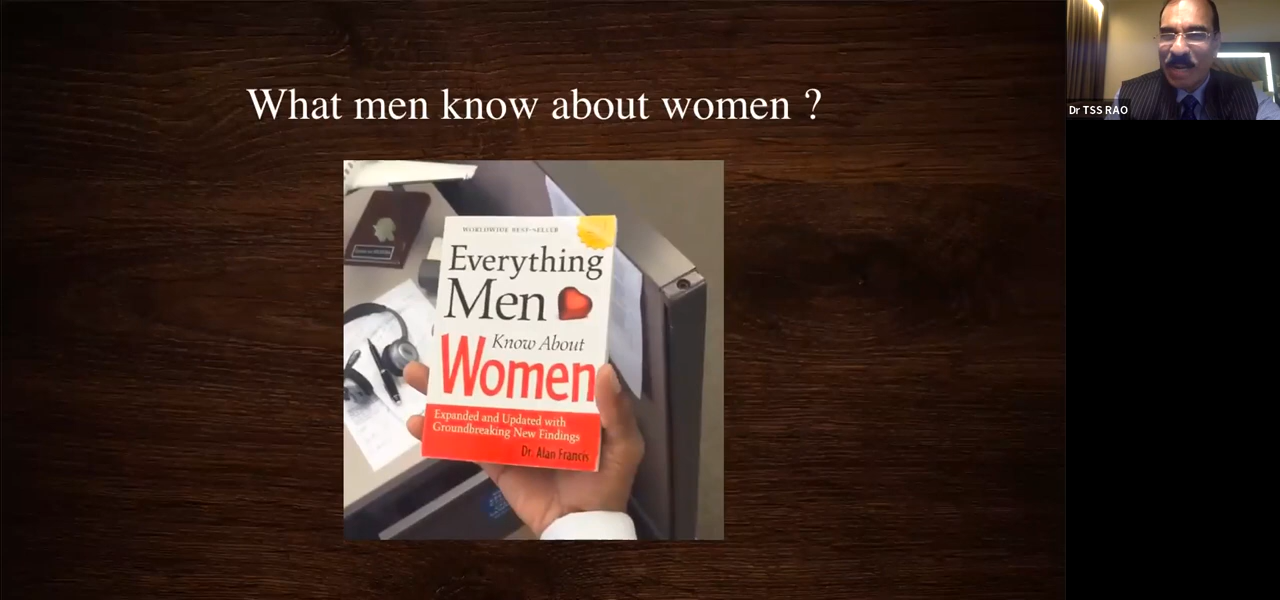 What men know about women ?
Dr TSS RAO
WORLDWIDE BEST-SELLER
Everything
Men
Know About
Women
Expanded and Updated with
Groundbreaking New Findings
Dr. Alan Francis